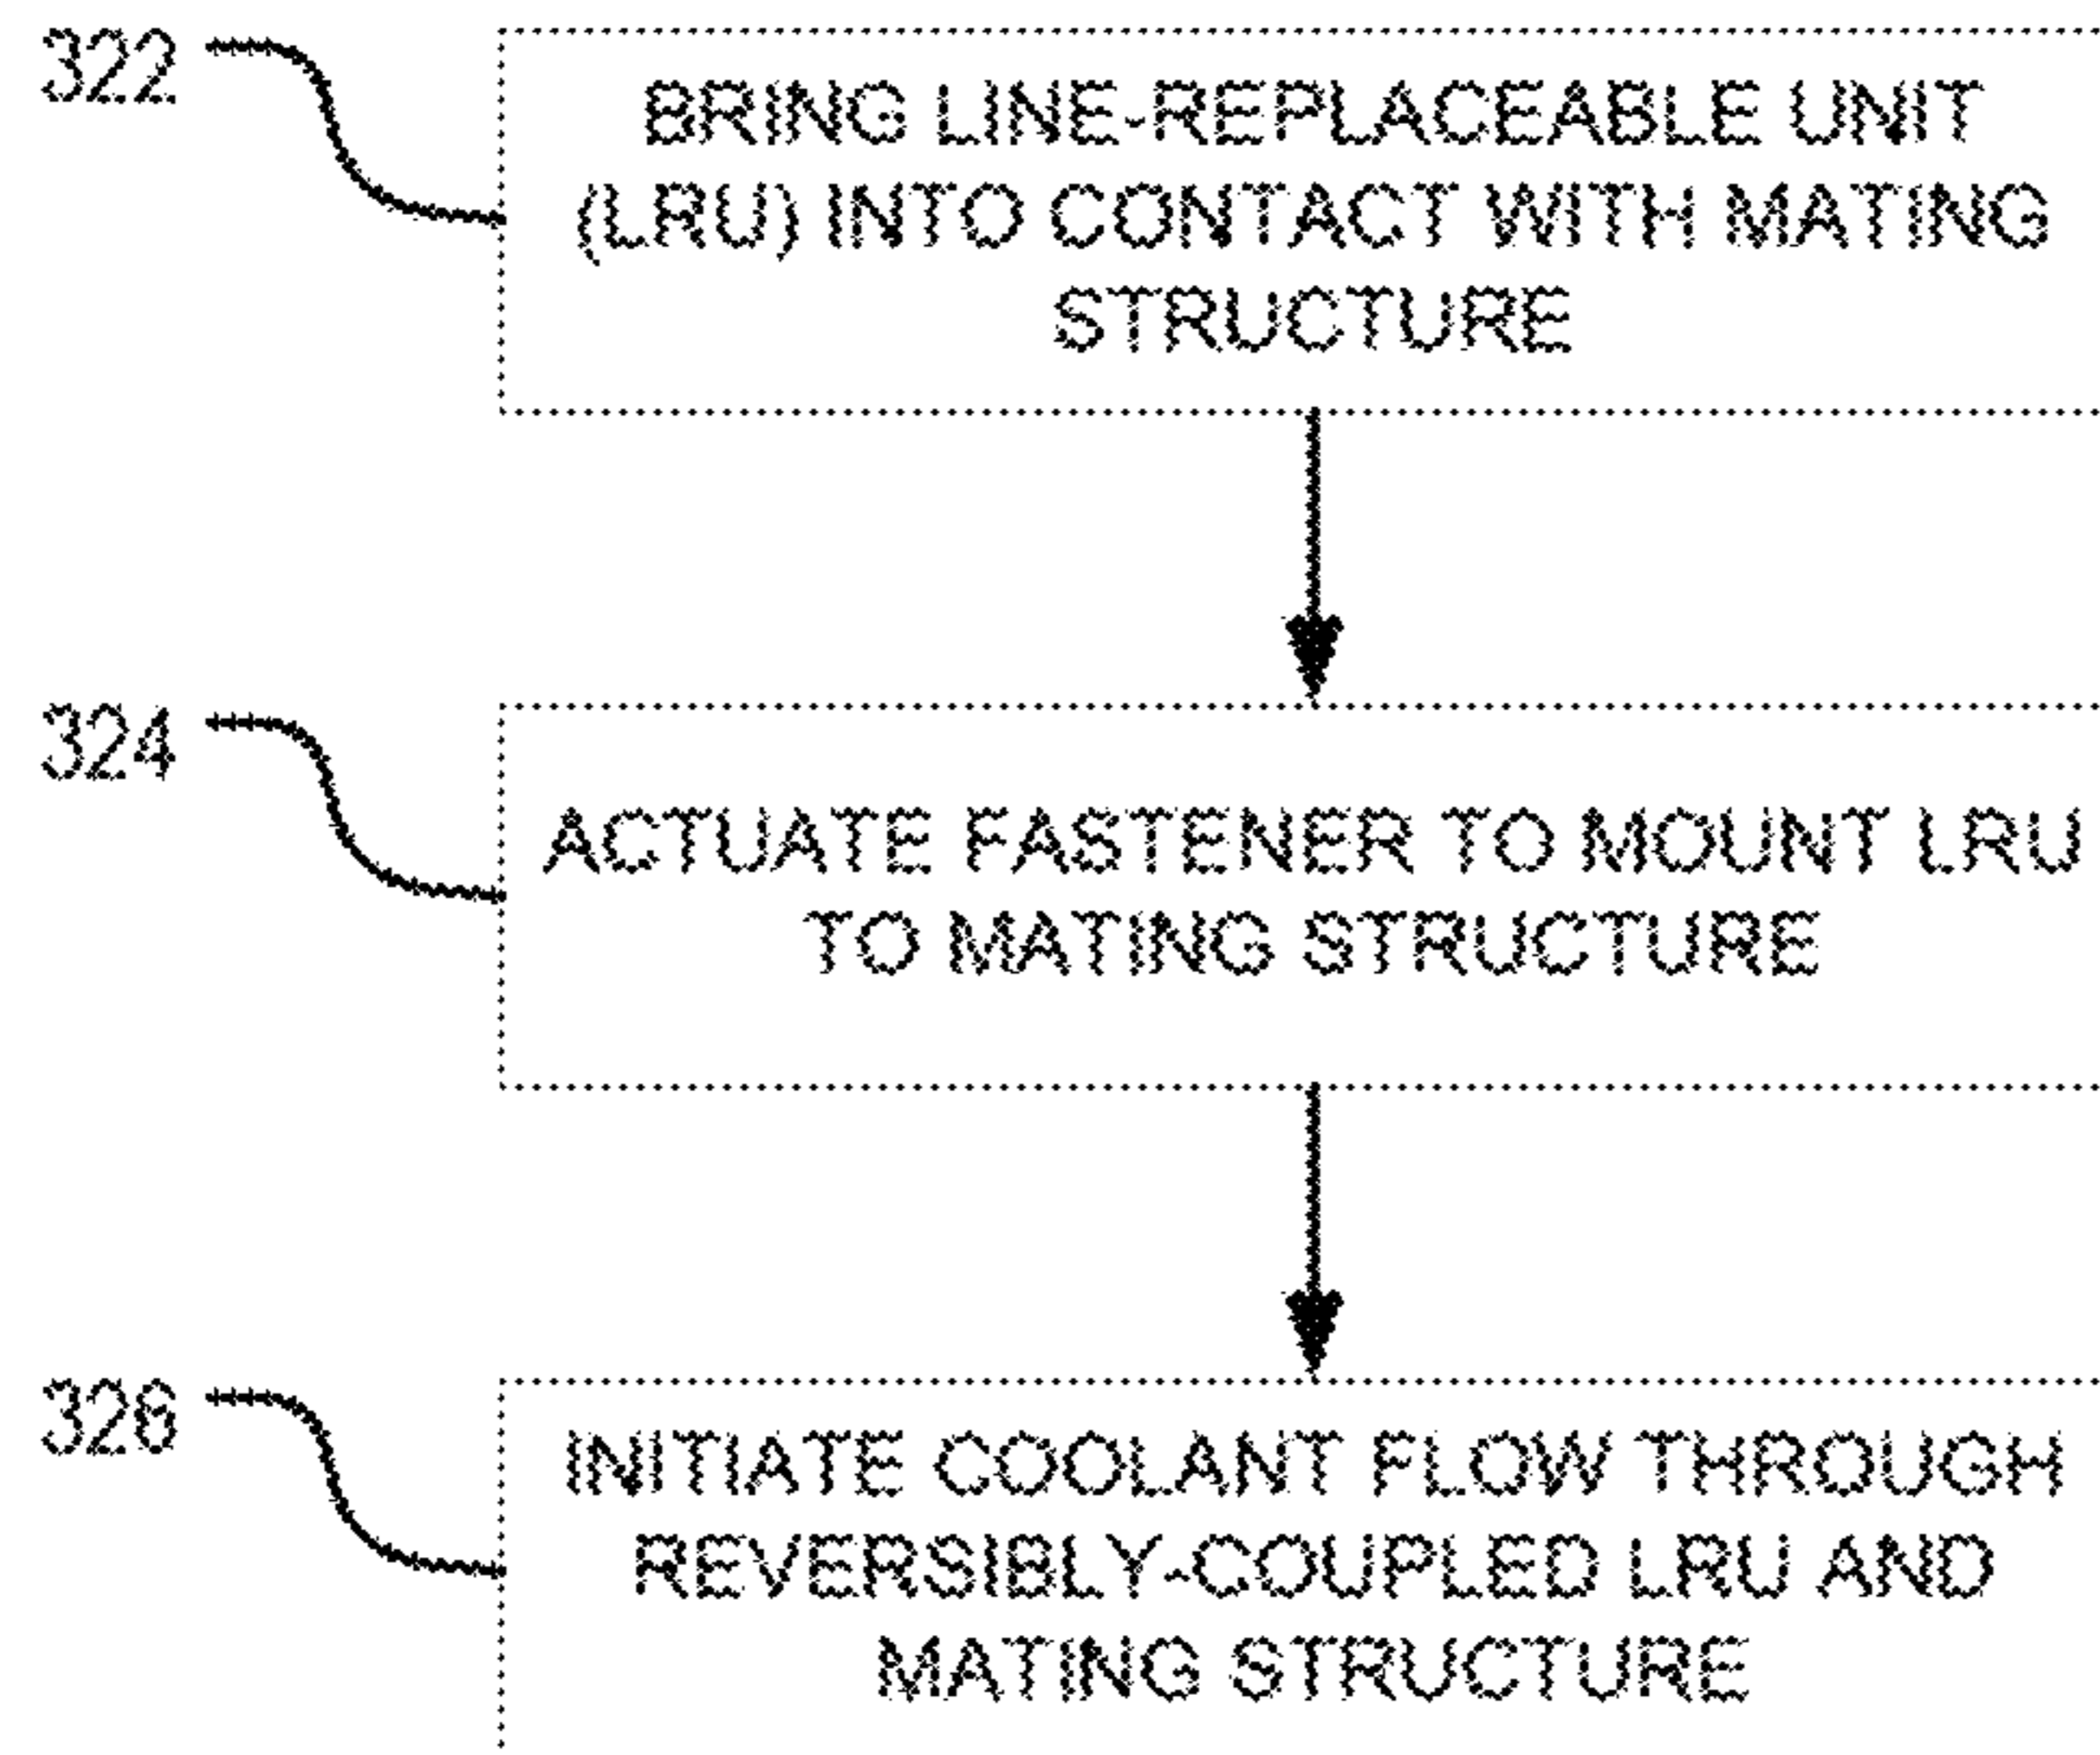 322
BRING LINE-REPLACEABLE UNIT
(LRU) INTO CONTACT WITH MATING
STRUCTURE
324
ACTUATE FASTENER TO MOUNT LRU
TO MATING STRUCTURE
326
INITIATE COOLANT FLOW THROUGH
REVERSIBLY-COUPLED LRU AND
MATING STRUCTURE